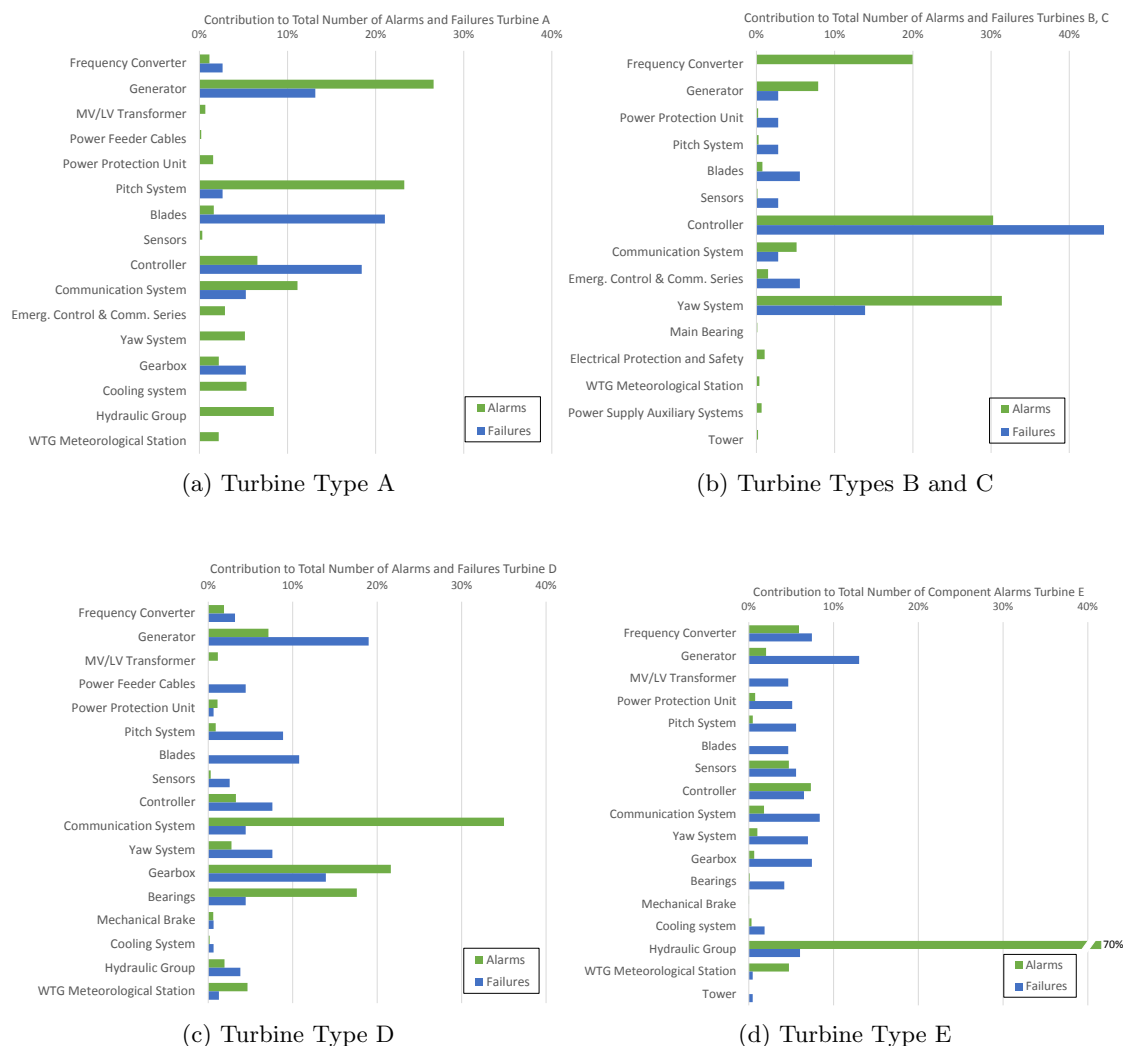 Contribution to Total Number of Alarms and Failures Turbine A
0% 10% 20% 30% 40%
Frequency Converter
Generator
MV/LV Transformer
Power Feeder Cables
Power Protection Unit
Pitch System
Blades
Sensors
Controller
Communication System
Emerg. Control & Comm. Series
Yaw System
Gearbox
Cooling system
Hydraulic Group
WTG Meteorological Station
Alarms
Failures
(a) Turbine Type A
Contribution to Total Number of Alarms and Failures Turbines B, C
0% 10% 20% 30% 40%
Frequency Converter
Generator
Power Protection Unit
Pitch System
Blades
Sensors
Controller
Communication System
Emerg. Control & Comm. Series
Yaw System
Main Bearing
Electrical Protection and Safety
WTG Meteorological Station
Power Supply Auxiliary Systems
Tower
Alarms
Failures
(b) Turbine Types B and C
Contribution to Total Number of Alarms and Failures Turbine D
0% 10% 20% 30% 40%
Frequency Converter
Generator
MV/LV Transformer
Power Feeder Cables
Power Protection Unit
Pitch System
Blades
Sensors
Controller
Communication System
Yaw System
Gearbox
Bearings
Mechanical Brake
Cooling System
Hydraulic Group
WTG Meteorological Station
Alarms
Failures
(c) Turbine Type D
Contribution to Total Number of Component Alarms Turbine E
0% 10% 20% 30% 40%
Frequency Converter
Generator
MV/LV Transformer
Power Protection Unit
Pitch System
Blades
Sensors
Controller
Communication System
Yaw System
Gearbox
Bearings
Mechanical Brake
Cooling system
Hydraulic Group
70%
WTG Meteorological Station
Tower
Alarms
Failures
(d) Turbine Type E